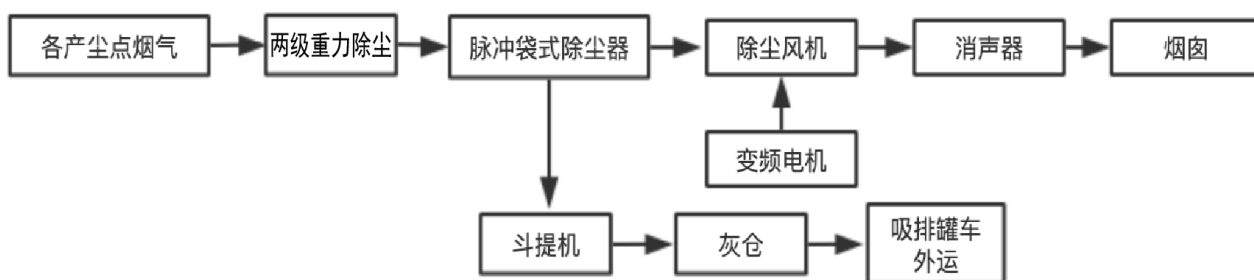 各产尘点烟气
两级重力除尘
脉冲袋式除尘器
除尘风机
消声器
烟囱
变频电机
斗提机
灰仓
吸排罐车
外运